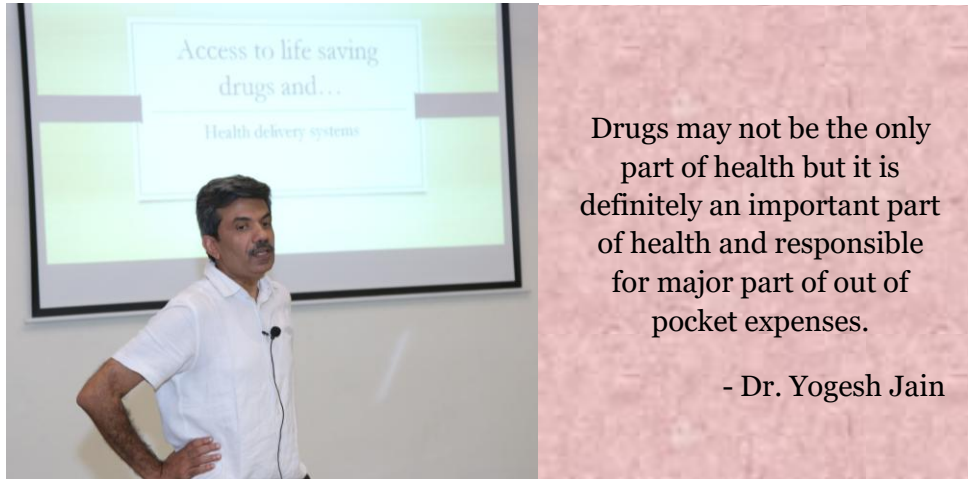 Access to life saving
drugs and...
Health delivery systems
Drugs may not be the only
part of health but it is
definitely an important part
of health and responsible
for major part of out of
pocket expenses.
- Dr. Yogesh Jain